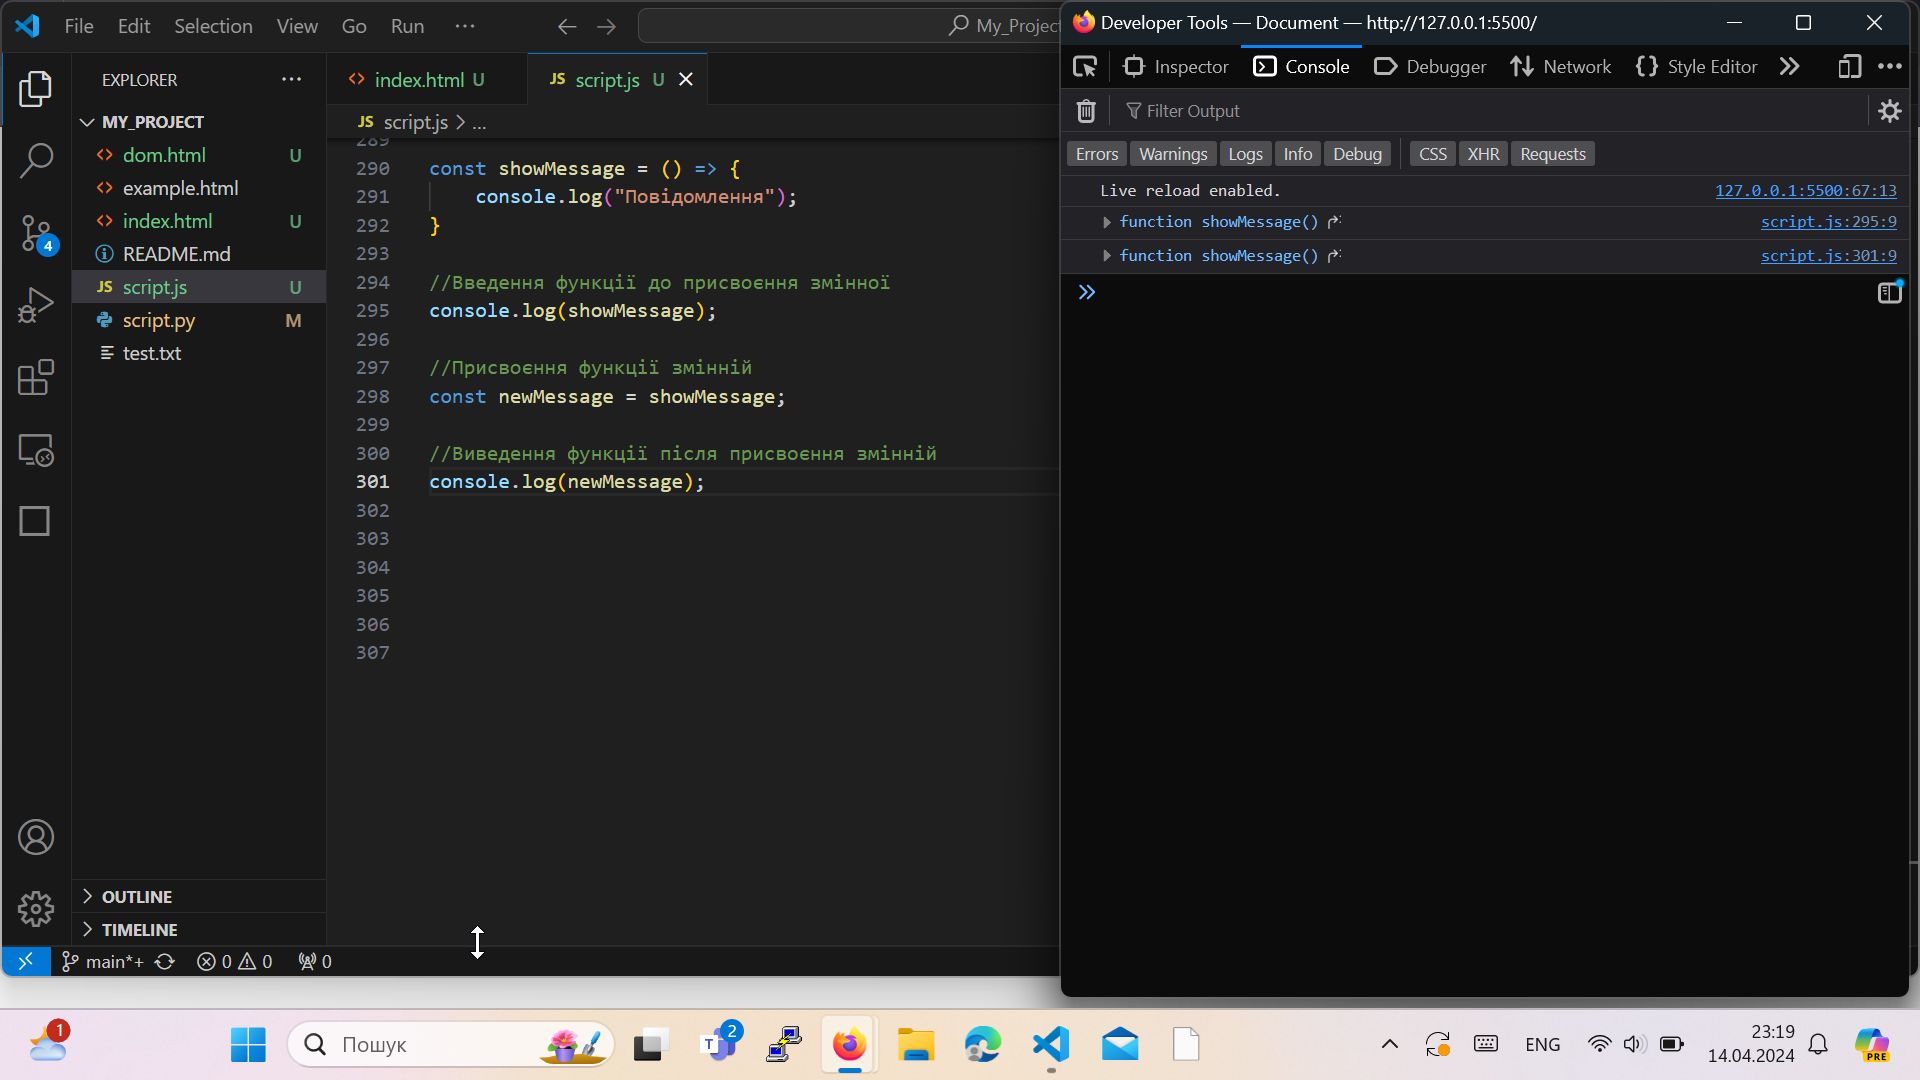 File Edit Selection View Go Run ···
My_Project
EXPLORER ···
MY_PROJECT
dom.html U
example.html
index.html U
README.md
script.js U
script.py M
test.txt
OUTLINE
TIMELINE
4
index.html U
JS script.js U
JS script.js > ...
289
290 const showMessage = () => {
291 console.log("Повідомлення");
292 }
293
294 //Введення функції до присвоєння змінної
295 console.log(showMessage);
296
297 //Присвоєння функції змінній
298 const newMessage = showMessage;
299
300 //Виведення функції після присвоєння змінній
301 console.log(newMessage);
302
303
304
305
306
307
main*+ 0 0 0
Developer Tools — Document — http://127.0.0.1:5500/
Inspector Console Debugger Network Style Editor
Filter Output
Errors Warnings Logs Info Debug CSS XHR Requests
Live reload enabled. 127.0.0.1:5500:67:13
function showMessage() script.js:295:9
function showMessage() script.js:301:9
1
Пошук
T 2
ENG
23:19
14.04.2024
PRE